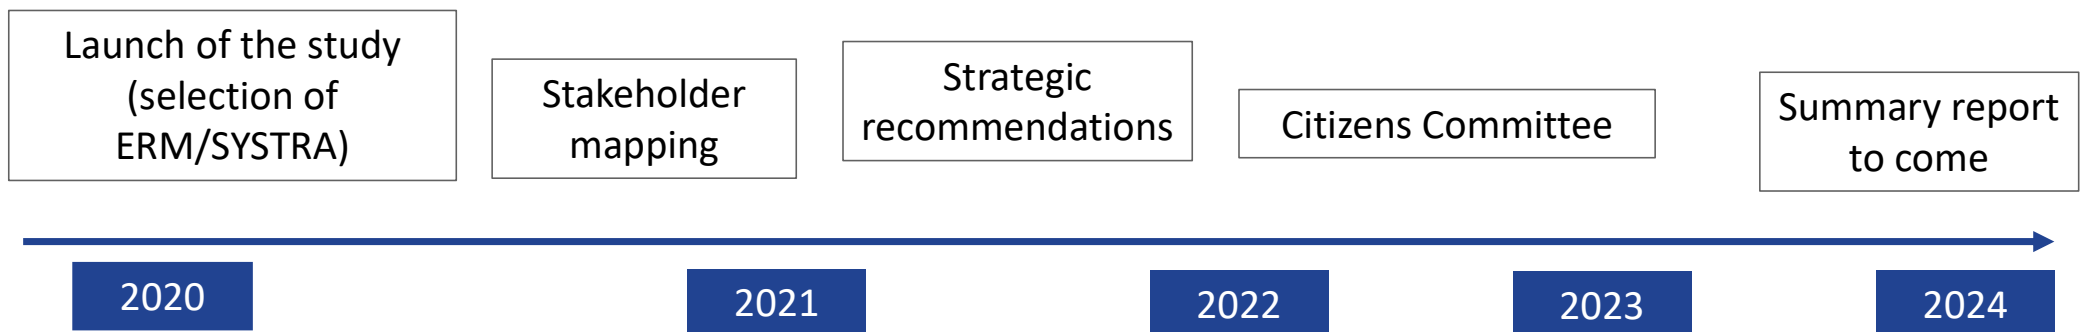 Launch of the study
(selection of
ERM/SYSTRA)
Stakeholder
mapping
Strategic
recommendations
Citizens Committee
Summary report
to come
2020
2021
2022
2023
2024